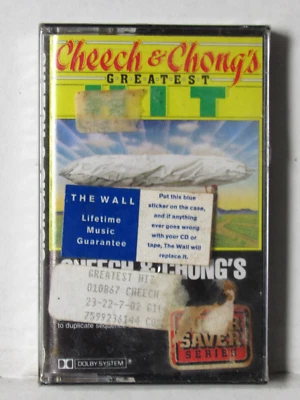 Cheech & Chong's
GREATEST
HIT
THE WALL
Lifetime
Music
Guarantee
Put this blue
sticker on the case,
and if anything
ever goes wrong
with your CD or
tape, The Wall will
replace it.
CHEECH & CHONG'S
GREATEST HIT
010867 CHEECH
23-22-7-02
7599236144
SAVER
SERIES
to duplicate
DOLBY SYSTEM